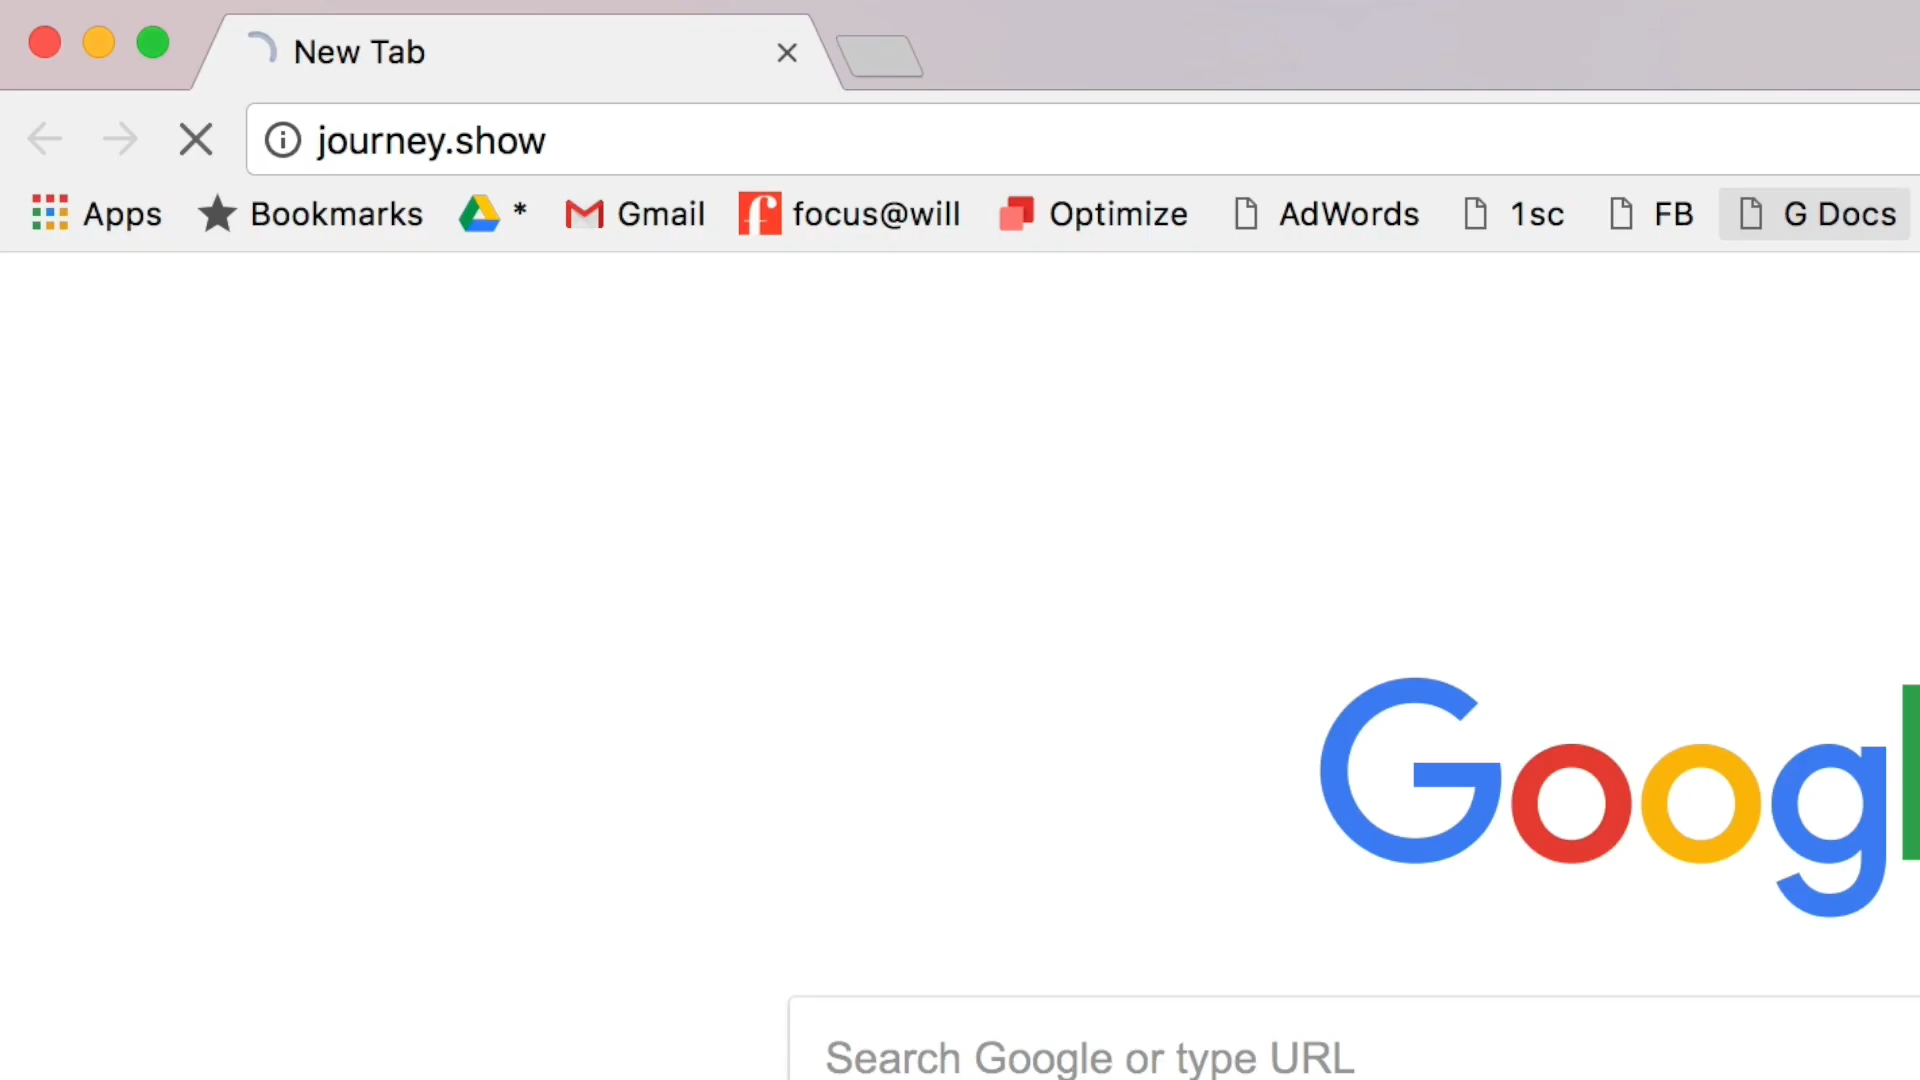 New Tab
journey.show
Apps Bookmarks * Gmail focus@will Optimize AdWords 1sc FB G Docs
Googl
Search Google or type URL